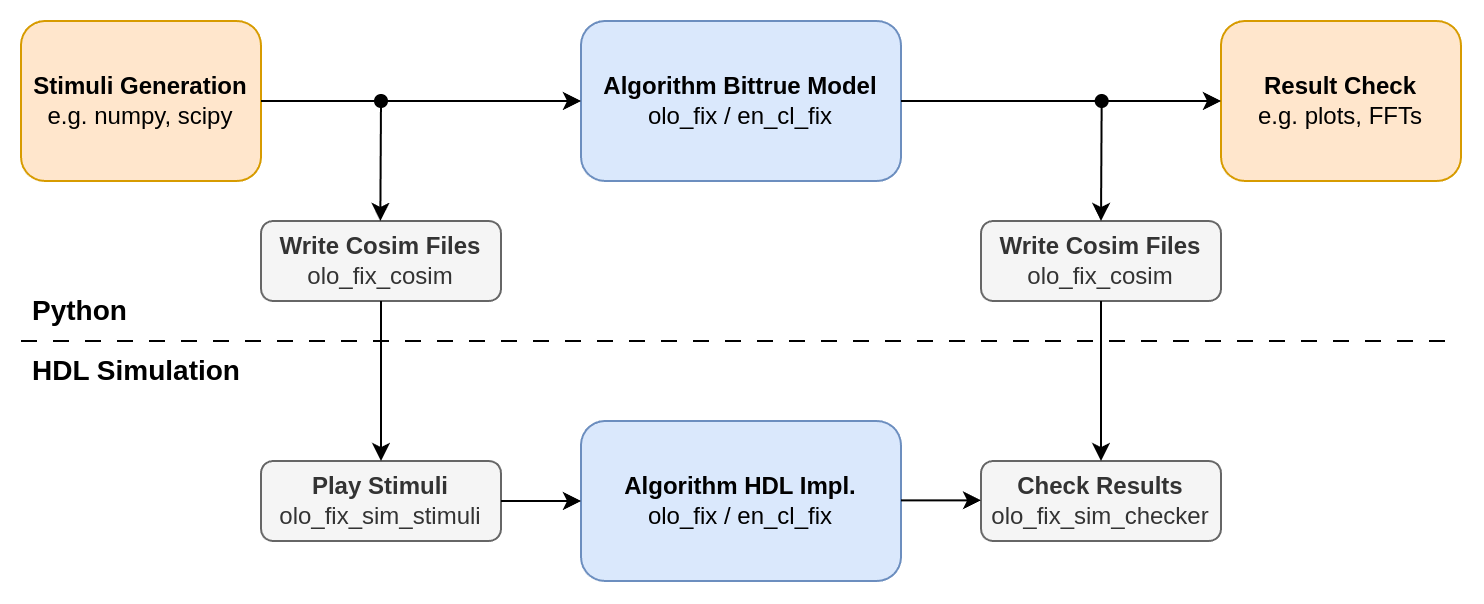 Stimuli Generation
e.g. numpy, scipy
Algorithm Bittrue Model
olo_fix / en_cl_fix
Result Check
e.g. plots, FFTs
Write Cosim Files
olo_fix_cosim
Write Cosim Files
olo_fix_cosim
Python
HDL Simulation
Play Stimuli
olo_fix_sim_stimuli
Algorithm HDL Impl.
olo_fix / en_cl_fix
Check Results
olo_fix_sim_checker